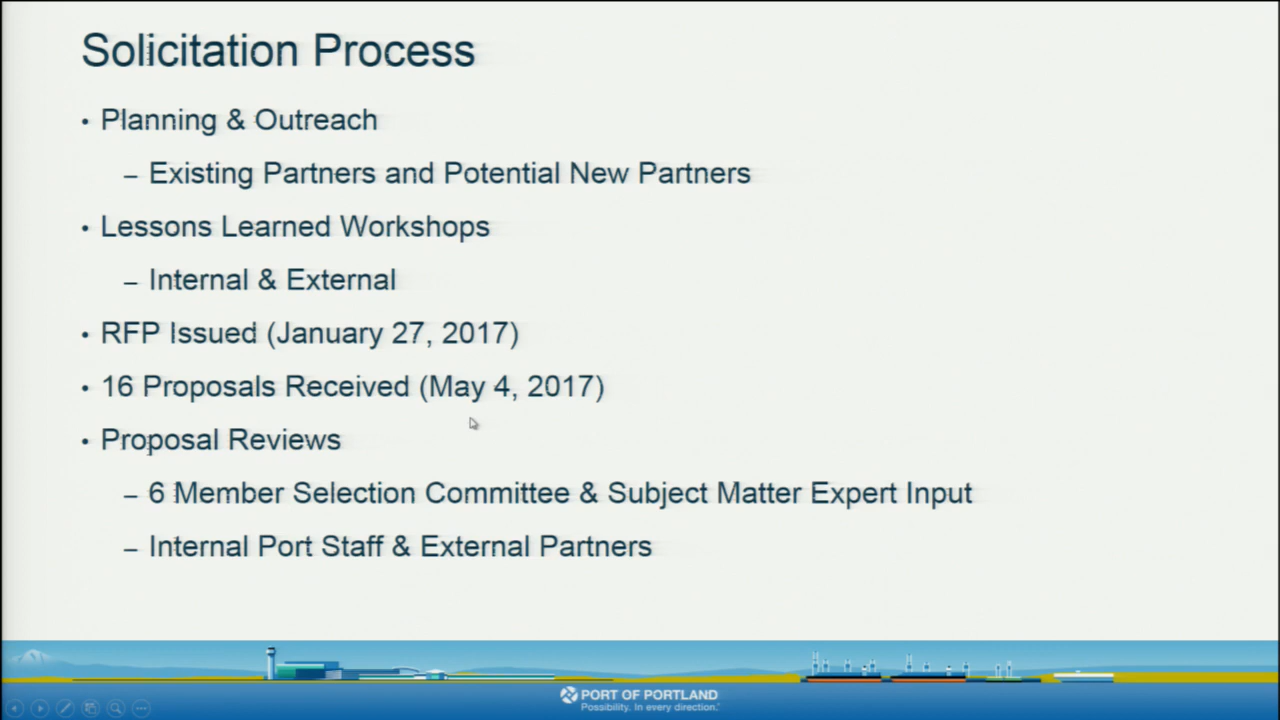 Solicitation Process
• Planning & Outreach
– Existing Partners and Potential New Partners
• Lessons Learned Workshops
– Internal & External
• RFP Issued (January 27, 2017)
• 16 Proposals Received (May 4, 2017)
• Proposal Reviews
– 6 Member Selection Committee & Subject Matter Expert Input
– Internal Port Staff & External Partners
PORT OF PORTLAND
Possibility. In every direction.